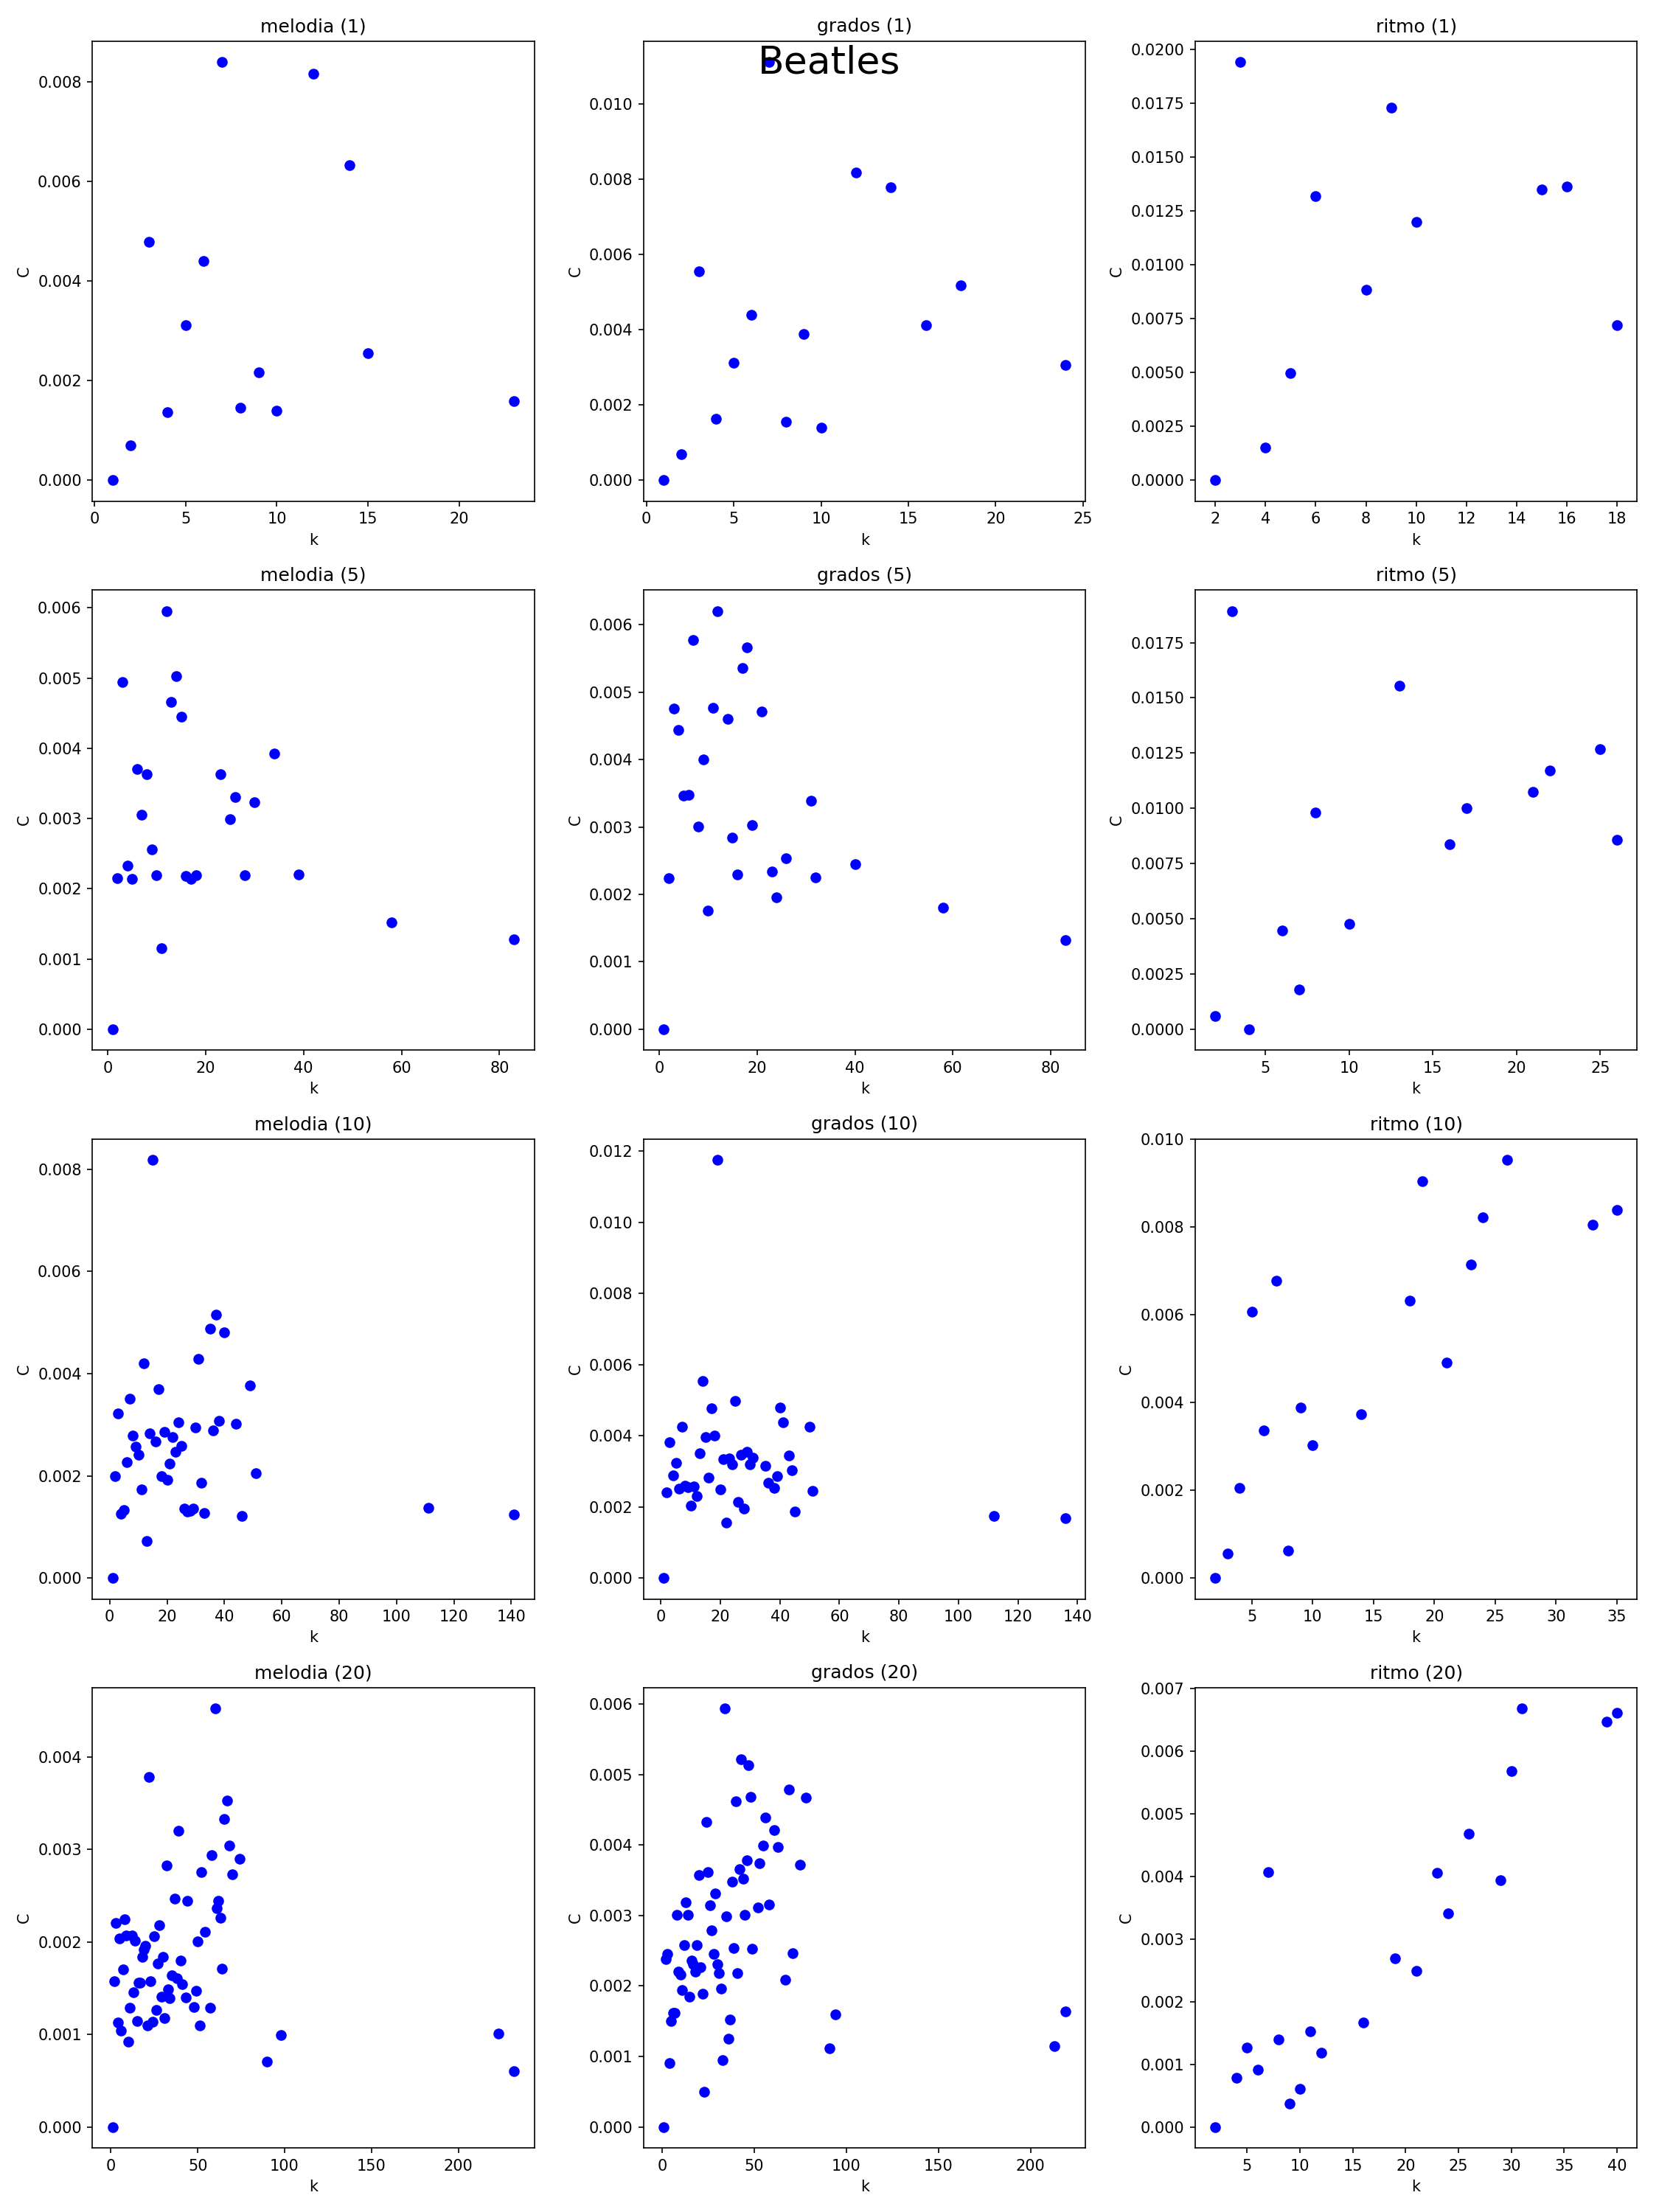 Beatles
melodia (1)
0.008
0.006
0.004
0.002
0.000
C
0 5 10 15 20
k
grados (1)
0.010
0.008
0.006
0.004
0.002
0.000
C
0 5 10 15 20 25
k
ritmo (1)
0.0200
0.0175
0.0150
0.0125
0.0100
0.0075
0.0050
0.0025
0.0000
C
2 4 6 8 10 12 14 16 18
k
melodia (5)
0.006
0.005
0.004
0.003
0.002
0.001
0.000
C
0 20 40 60 80
k
grados (5)
0.006
0.005
0.004
0.003
0.002
0.001
0.000
C
0 20 40 60 80
k
ritmo (5)
0.0175
0.0150
0.0125
0.0100
0.0075
0.0050
0.0025
0.0000
C
5 10 15 20 25
k
melodia (10)
0.008
0.006
0.004
0.002
0.000
C
0 20 40 60 80 100 120 140
k
grados (10)
0.012
0.010
0.008
0.006
0.004
0.002
0.000
C
0 20 40 60 80 100 120 140
k
ritmo (10)
0.010
0.008
0.006
0.004
0.002
0.000
C
5 10 15 20 25 30 35
k
melodia (20)
0.004
0.003
0.002
0.001
0.000
C
0 50 100 150 200
k
grados (20)
0.006
0.005
0.004
0.003
0.002
0.001
0.000
C
0 50 100 150 200
k
ritmo (20)
0.007
0.006
0.005
0.004
0.003
0.002
0.001
0.000
C
5 10 15 20 25 30 35 40
k